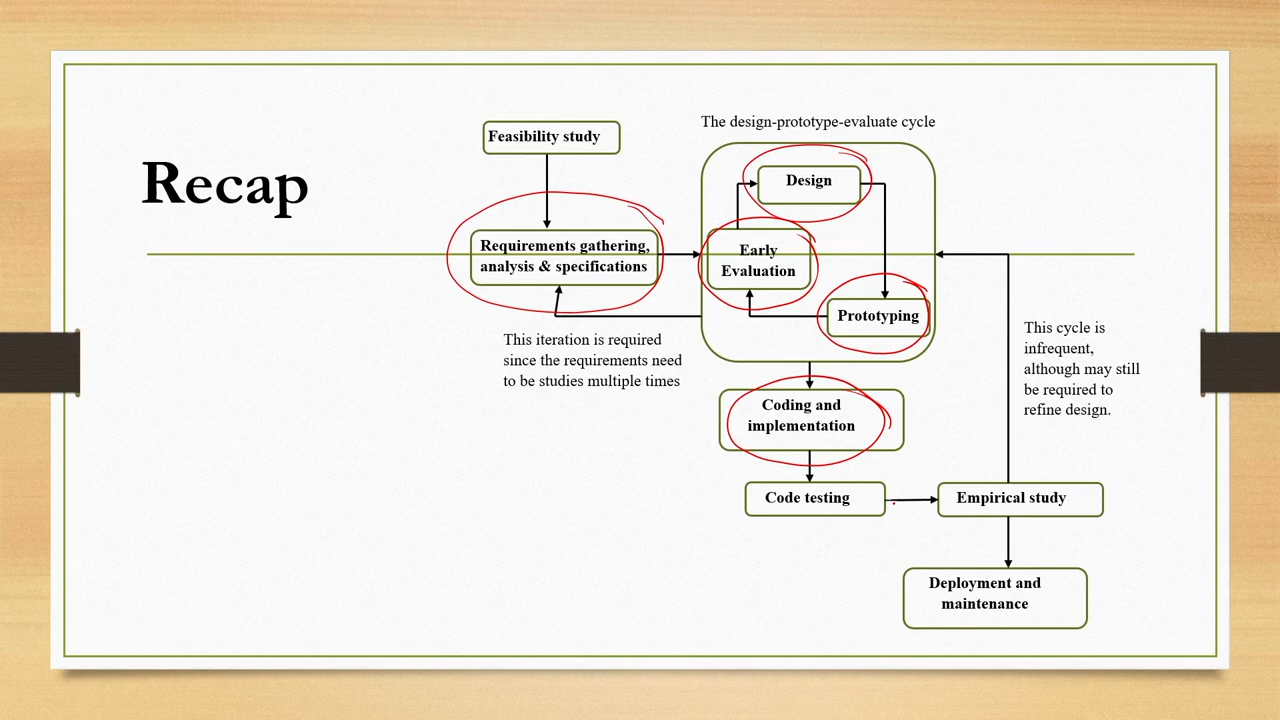 Recap
Feasibility study
Requirements gathering,
analysis & specifications
This iteration is required
since the requirements need
to be studies multiple times
The design-prototype-evaluate cycle
Design
Early
Evaluation
Prototyping
Coding and
implementation
Code testing
Empirical study
This cycle is
infrequent,
although may still
be required to
refine design.
Deployment and
maintenance